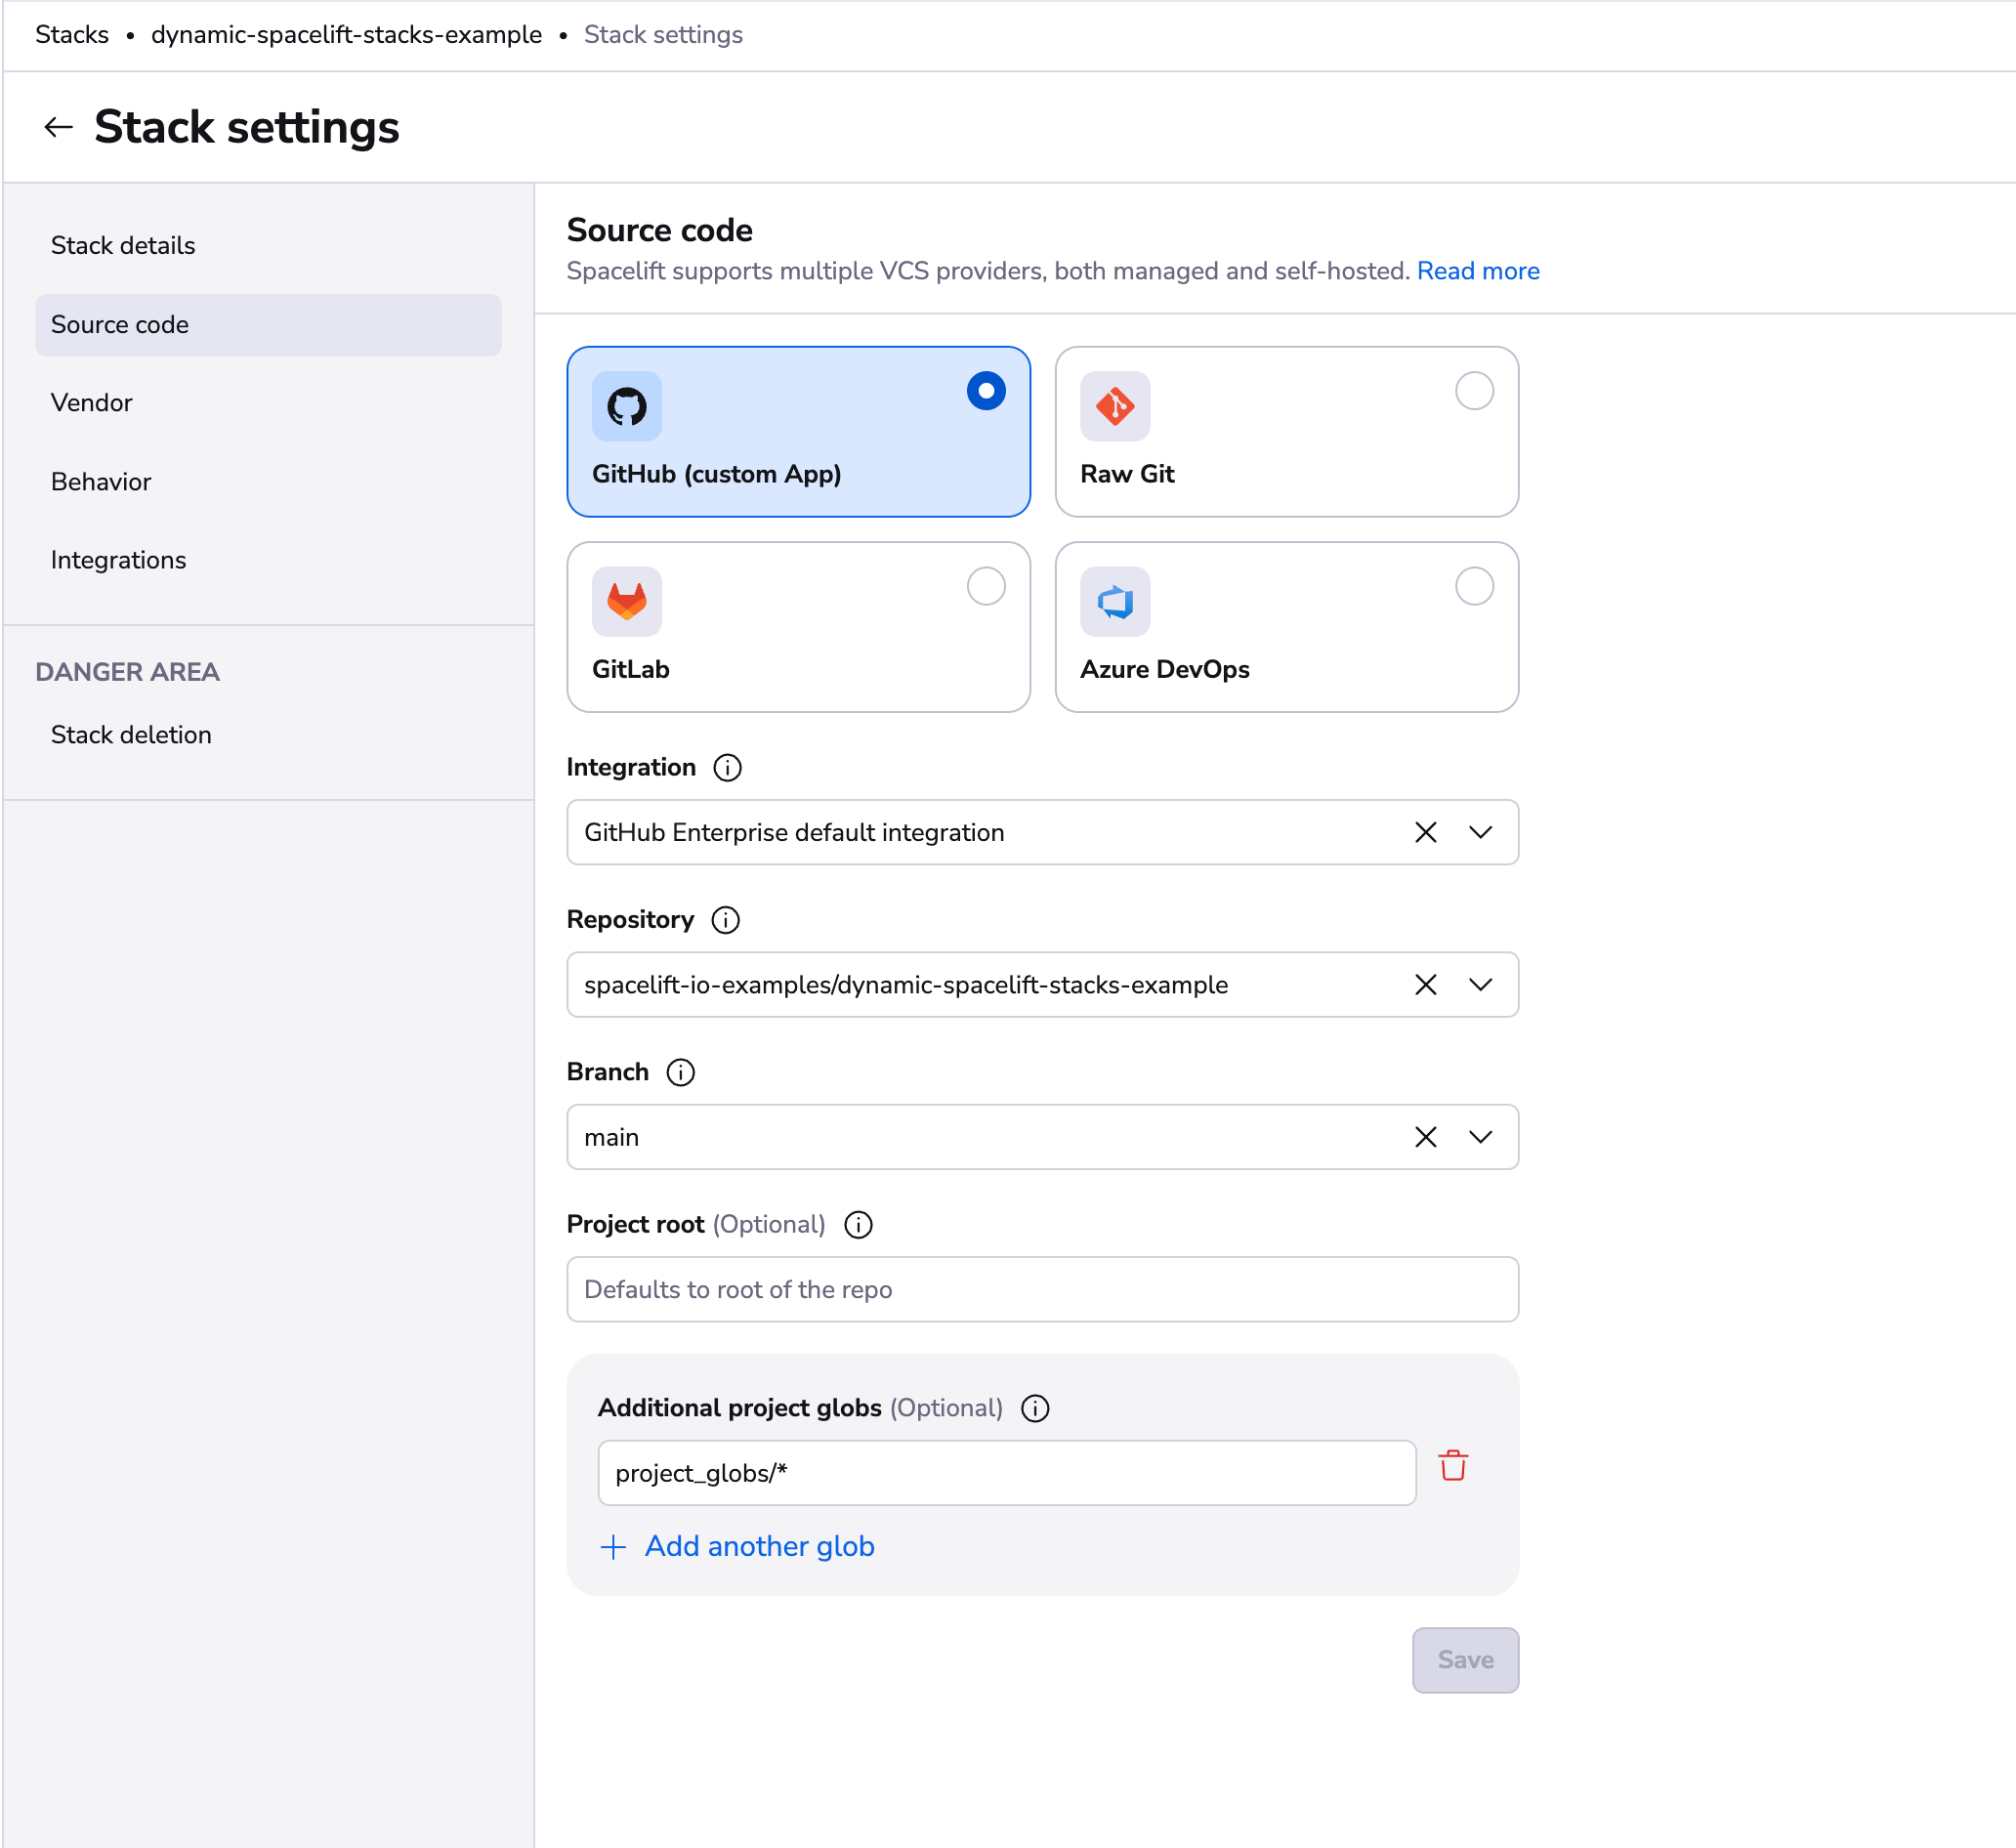 Stacks • dynamic-spacelift-stacks-example • Stack settings
Stack settings
Stack details
Source code
Vendor
Behavior
Integrations
DANGER AREA
Stack deletion
Source code
Spacelift supports multiple VCS providers, both managed and self-hosted. Read more
GitHub (custom App)
Raw Git
GitLab
Azure DevOps
Integration
GitHub Enterprise default integration
Repository
spacelift-io-examples/dynamic-spacelift-stacks-example
Branch
main
Project root (Optional)
Defaults to root of the repo
Additional project globs (Optional)
project_globs/*
Add another glob
Save